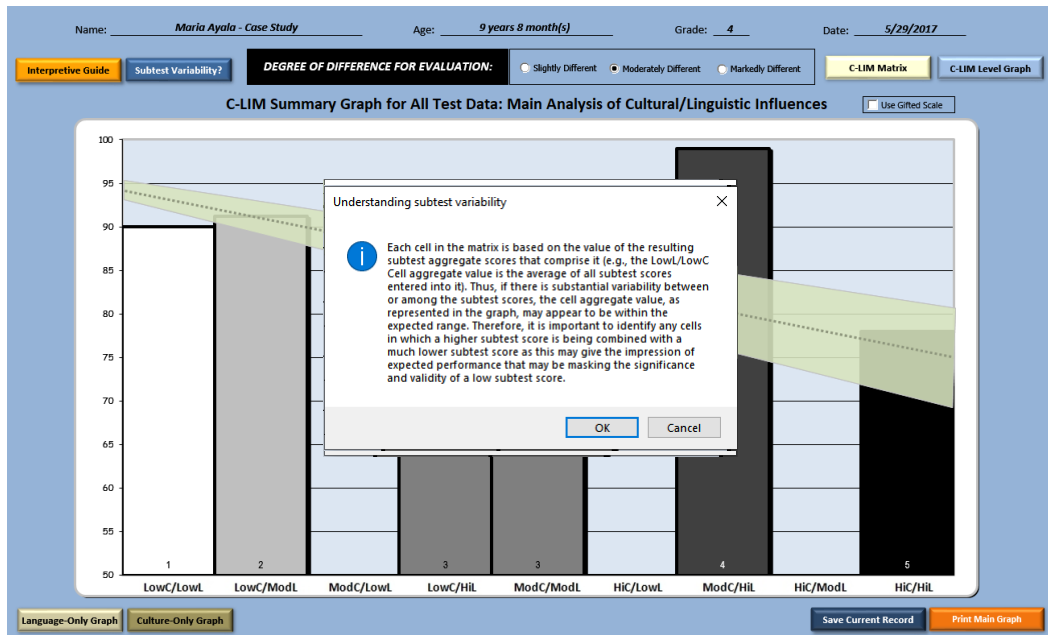 Name: Maria Ayala - Case Study Age: 9 years 8 month(s) Grade: 4 Date: 5/29/2017
Interpretive Guide Subtest Variability? DEGREE OF DIFFERENCE FOR EVALUATION: Slightly Different Moderately Different Markedly Different C-LIM Matrix C-LIM Level Graph
C-LIM Summary Graph for All Test Data: Main Analysis of Cultural/Linguistic Influences Use Gifted Scale
100
95
90
85
80
75
70
65
60
55
50
Understanding subtest variability
Each cell in the matrix is based on the value of the resulting
subtest aggregate scores that comprise it (e.g., the LowL/LowC
Cell aggregate value is the average of all subtest scores
entered into it). Thus, if there is substantial variability between
or among the subtest scores, the cell aggregate value, as
represented in the graph, may appear to be within the
expected range. Therefore, it is important to identify any cells
in which a higher subtest score is being combined with a
much lower subtest score as this may give the impression of
expected performance that may be masking the significance
and validity of a low subtest score.
OK Cancel
1 2 3 3 4 5
LowC/LowL LowC/ModL ModC/LowL LowC/HiL ModC/ModL HiC/LowL ModC/HiL HiC/ModL HiC/HiL
Language-Only Graph Culture-Only Graph Save Current Record Print Main Graph